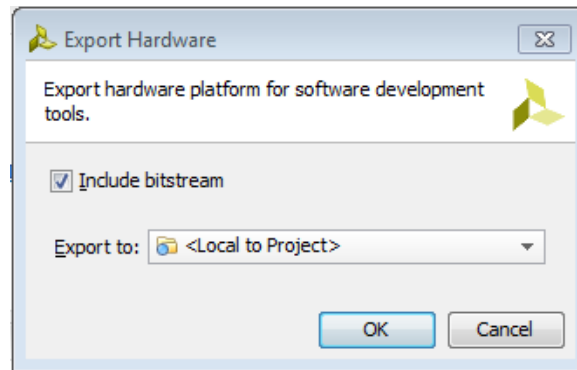 Export Hardware
Export hardware platform for software development
tools.
Include bitstream
Export to: <Local to Project>
OK Cancel